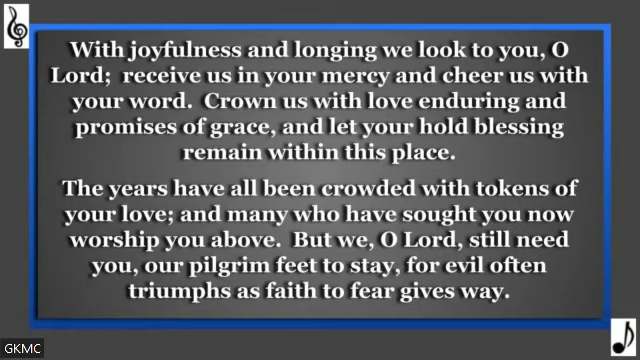 With joyfulness and longing we look to you, O
Lord;  receive us in your mercy and cheer us with
your word.  Crown us with love enduring and
promises of grace, and let your hold blessing
remain within this place.
The years have all been crowded with tokens of
your love; and many who have sought you now
worship you above.  But we, O Lord, still need
you, our pilgrim feet to stay, for evil often
triumphs as faith to fear gives way.
GKMC